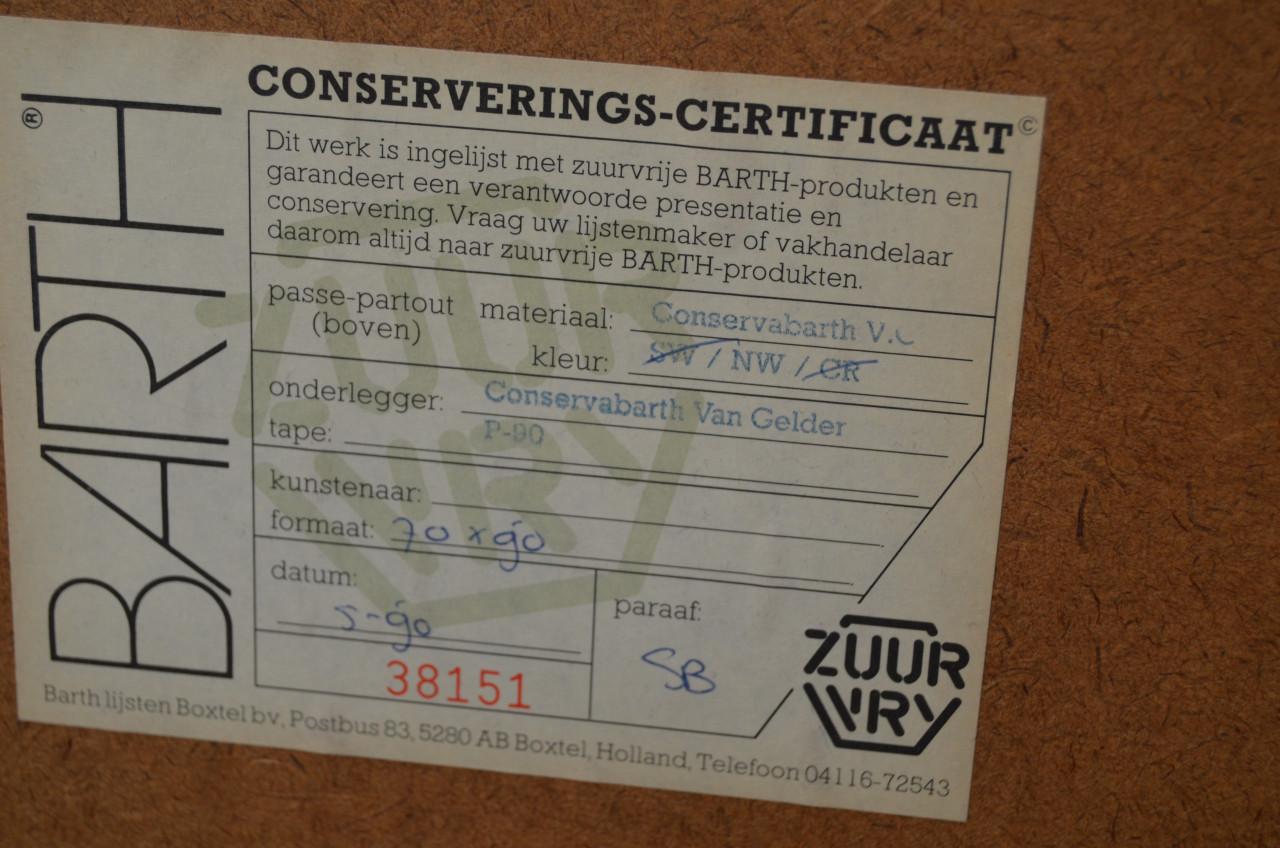 BARTH®
CONSERVERINGS-CERTIFICAAT©
Dit werk is ingelijst met zuurvrije BARTH-produkten en
garandeert een verantwoorde presentatie en
conservering. Vraag uw lijstenmaker of vakhandelaar
daarom altijd naar zuurvrije BARTH-produkten.
passe-partout materiaal: Conservabarth V.
(boven) kleur: SW / NW / CR
onderlegger: Conservabarth Van Gelder
tape: P-90
kunstenaar:
formaat: 70 x 90
datum:
5-90
38151
paraaf:
SB
ZUUR
VRY
ZUUR
VRY
Barth lijsten Boxtel bv, Postbus 83, 5280 AB Boxtel, Holland, Telefoon 04116-72543